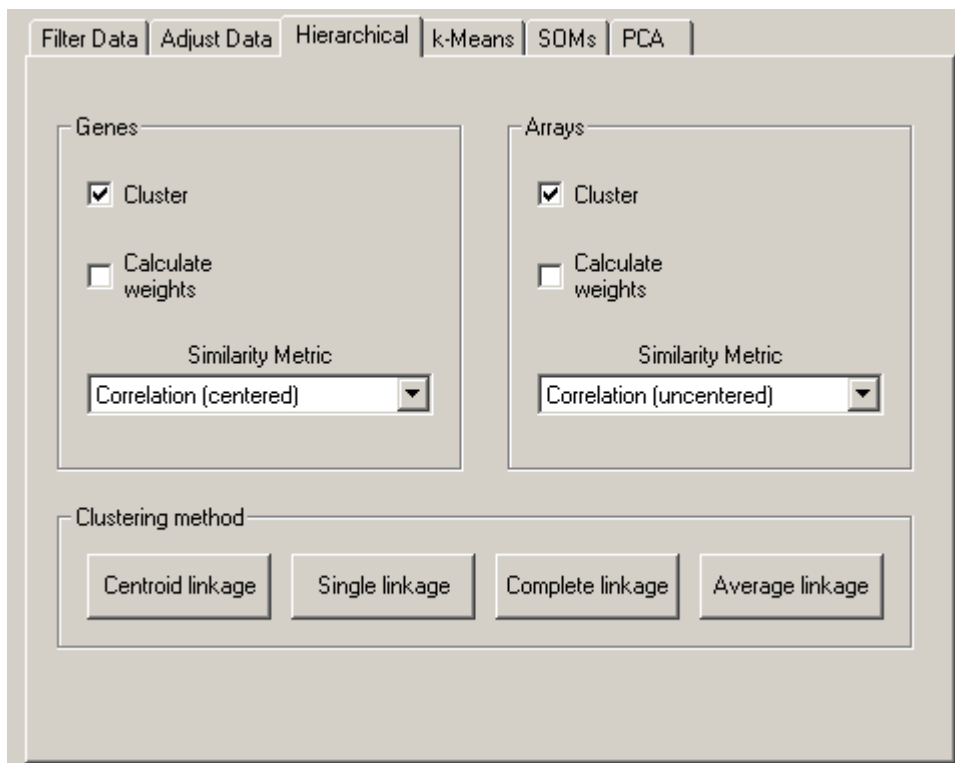 Filter Data Adjust Data Hierarchical k-Means SOMs PCA
Genes Arrays
Cluster Cluster
Calculate Calculate
weights weights
Similarity Metric Similarity Metric
Correlation (centered) Correlation (uncentered)
Clustering method
Centroid linkage Single linkage Complete linkage Average linkage